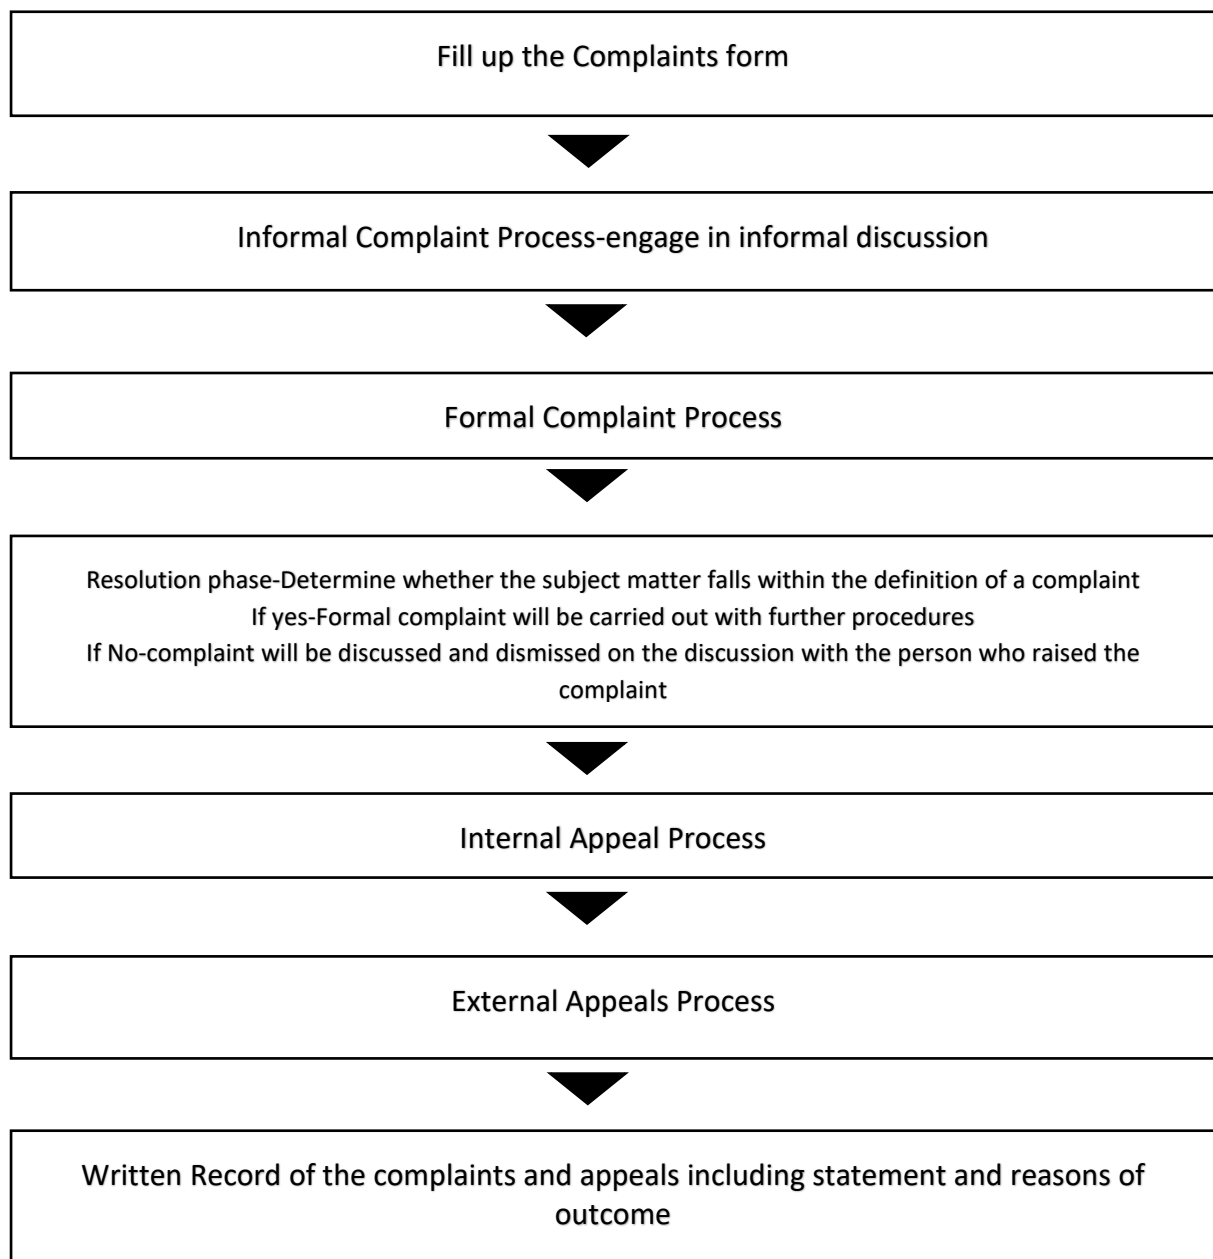 Fill up the Complaints form
Informal Complaint Process-engage in informal discussion
Formal Complaint Process
Resolution phase-Determine whether the subject matter falls within the definition of a complaint
If yes-Formal complaint will be carried out with further procedures
If No-complaint will be discussed and dismissed on the discussion with the person who raised the
complaint
Internal Appeal Process
External Appeals Process
Written Record of the complaints and appeals including statement and reasons of
outcome